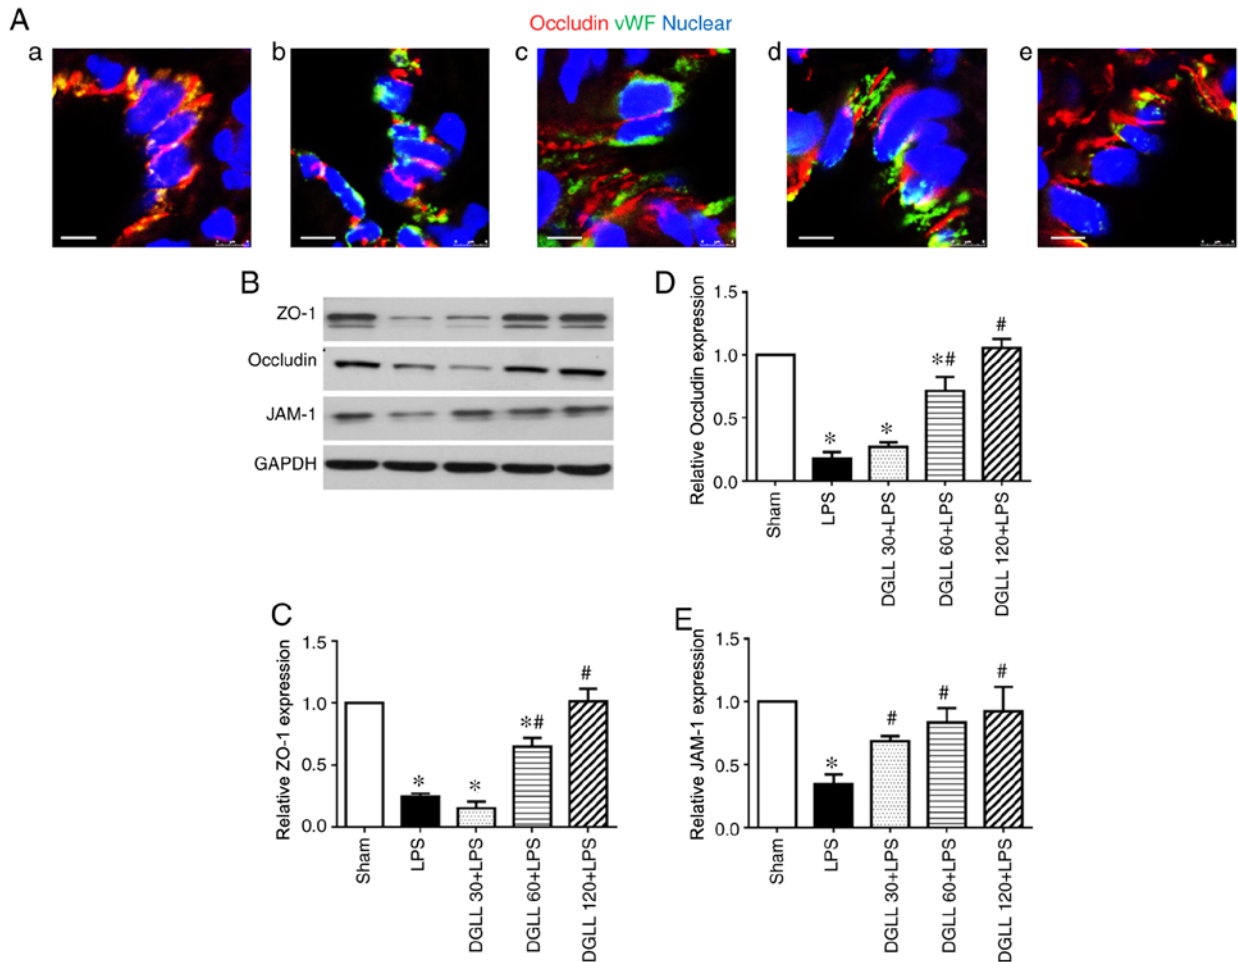 A
Occludin vWF Nuclear
a
b
c
d
e
B
ZO-1
Occludin
JAM-1
GAPDH
D
Relative Occludin expression
1.5
1.0
0.5
0.0
*
*
*#
#
Sham
LPS
DGLL 30+LPS
DGLL 60+LPS
DGLL 120+LPS
C
Relative ZO-1 expression
1.5
1.0
0.5
0.0
*
*
*#
#
Sham
LPS
DGLL 30+LPS
DGLL 60+LPS
DGLL 120+LPS
E
Relative JAM-1 expression
1.5
1.0
0.5
0.0
*
#
#
#
Sham
LPS
DGLL 30+LPS
DGLL 60+LPS
DGLL 120+LPS